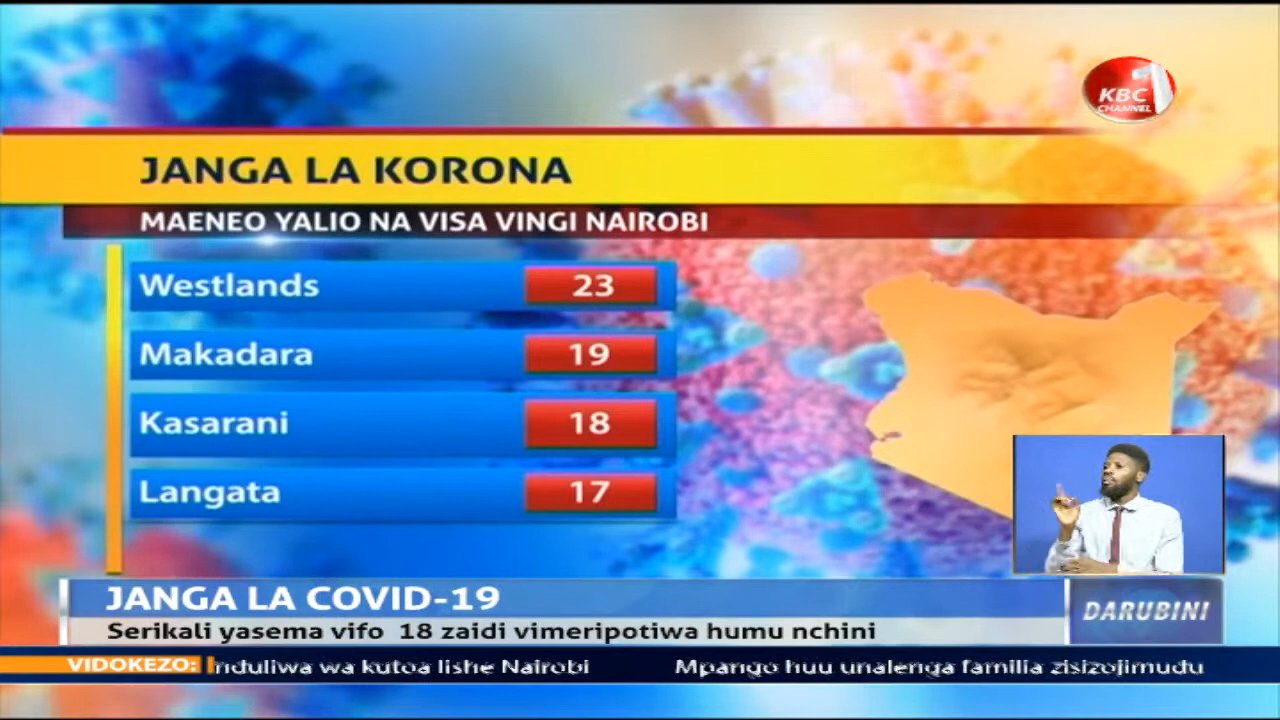 KBC 1
CHANNEL
JANGA LA KORONA
MAENEO YALIO NA VISA VINGI NAIROBI
Westlands 23
Makadara 19
Kasarani 18
Langata 17
JANGA LA COVID-19
Serikali yasema vifo 18 zaidi vimeripotiwa humu nchini
DARUBINI
VIDOKEZO: nduliwa wa kutoa lishe Nairobi Mpango huu unalenga familia zisizojimudu